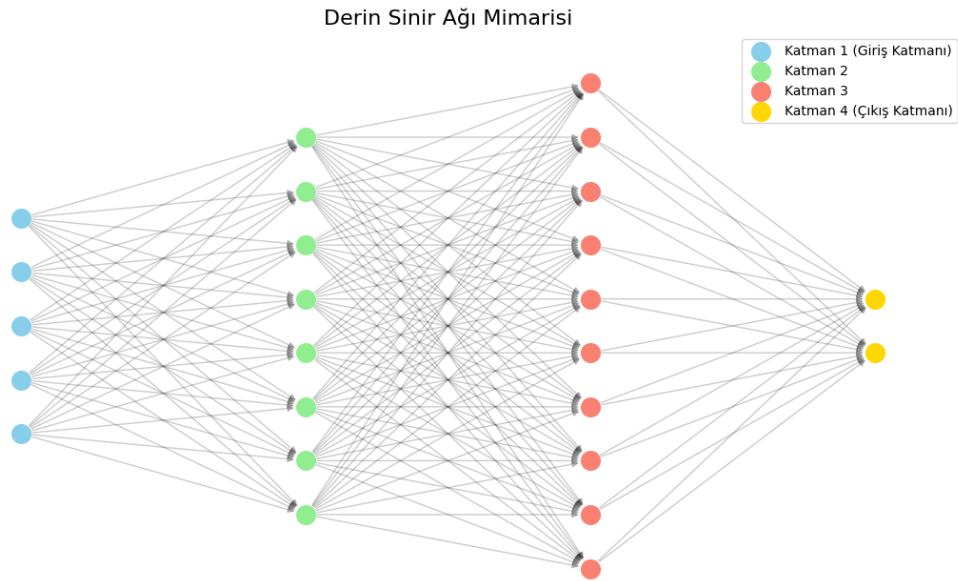 Derin Sinir Ağı Mimarisi
Katman 1 (Giriş Katmanı)
Katman 2
Katman 3
Katman 4 (Çıkış Katmanı)